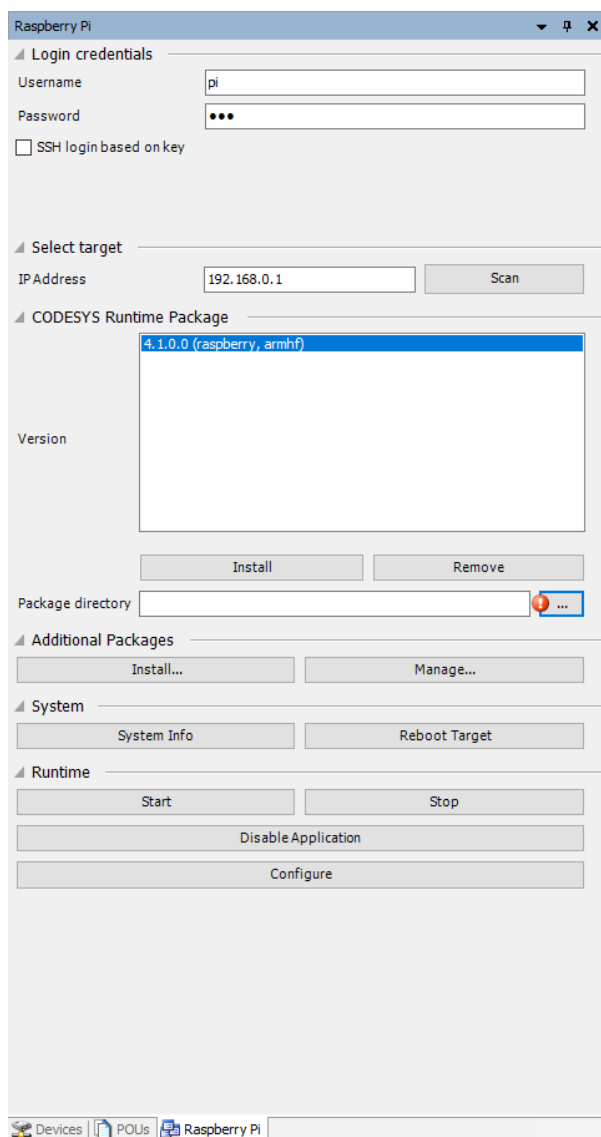 Raspberry Pi
Login credentials
Username pi
Password •••
SSH login based on key
Select target
IP Address 192.168.0.1 Scan
CODESYS Runtime Package
4.1.0.0 (raspberry, armhf)
Version
Install Remove
Package directory ...
Additional Packages
Install... Manage...
System
System Info Reboot Target
Runtime
Start Stop
Disable Application
Configure
Devices POUs Raspberry Pi